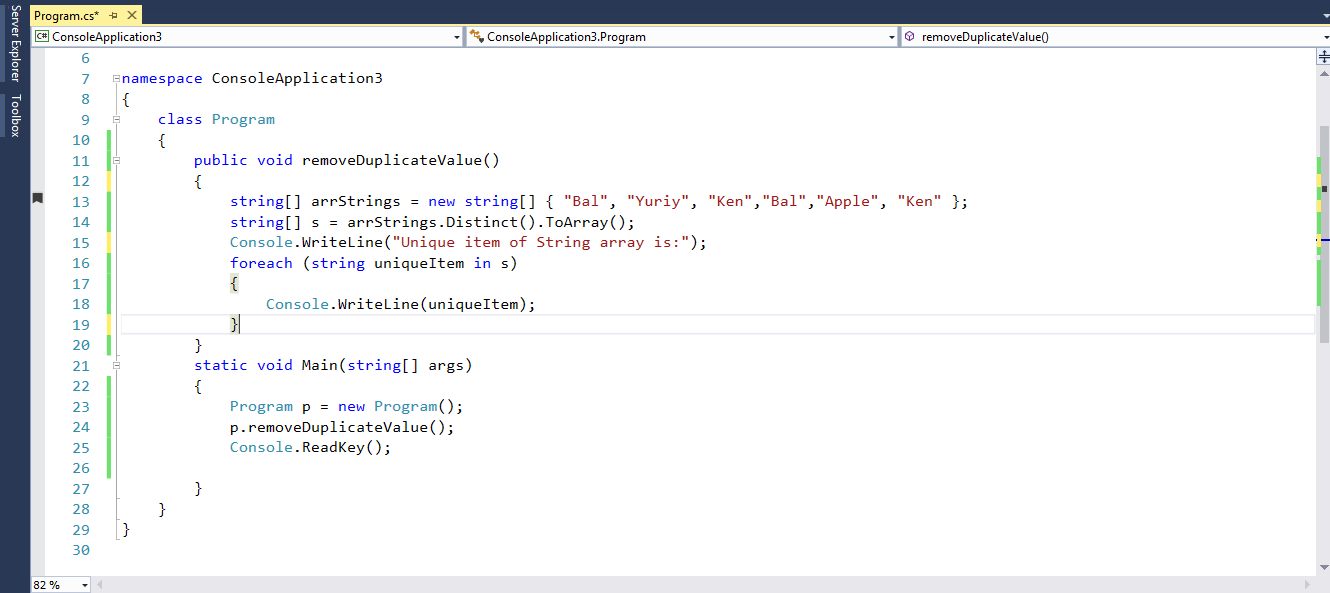 Server Explorer
Toolbox
Program.cs*
C# ConsoleApplication3
ConsoleApplication3.Program
removeDuplicateValue()
6
7 namespace ConsoleApplication3
8 {
9     class Program
10     {
11         public void removeDuplicateValue()
12         {
13             string[] arrStrings = new string[] { "Bal", "Yuriy", "Ken","Bal","Apple", "Ken" };
14             string[] s = arrStrings.Distinct().ToArray();
15             Console.WriteLine("Unique item of String array is:");
16             foreach (string uniqueItem in s)
17             {
18                 Console.WriteLine(uniqueItem);
19             }
20         }
21         static void Main(string[] args)
22         {
23             Program p = new Program();
24             p.removeDuplicateValue();
25             Console.ReadKey();
26
27         }
28     }
29 }
30
82 %